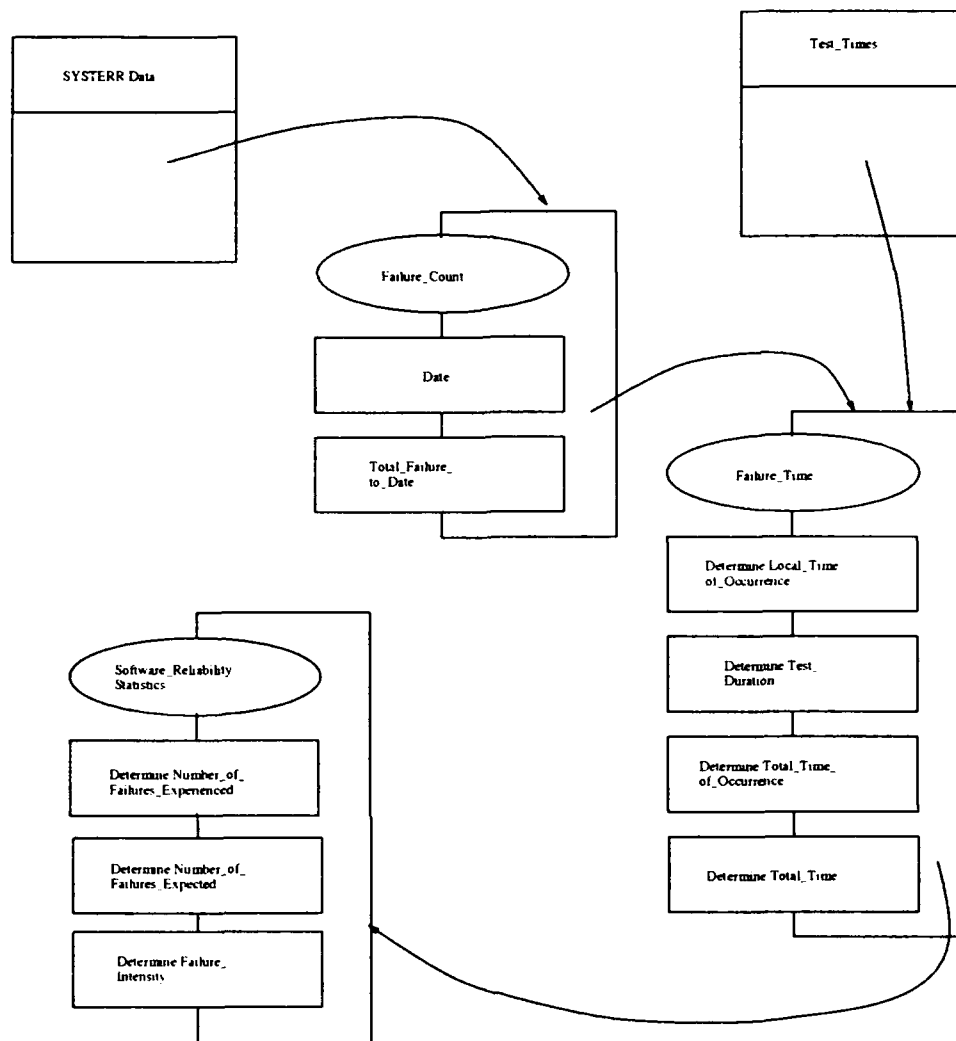 SYSTERR Data
Test_Times
Failure_Count
Date
Total_Failure_
to_Date
Failure_Time
Determine Local_Time
of_Occurrence
Determine Test_
Duration
Determine Total_Time_
of_Occurrence
Determine Total_Time
Software_Reliability
Statistics
Determine Number_of_
Failures_Experienced
Determine Number_of_
Failures_Expected
Determine Failure_
Intensity